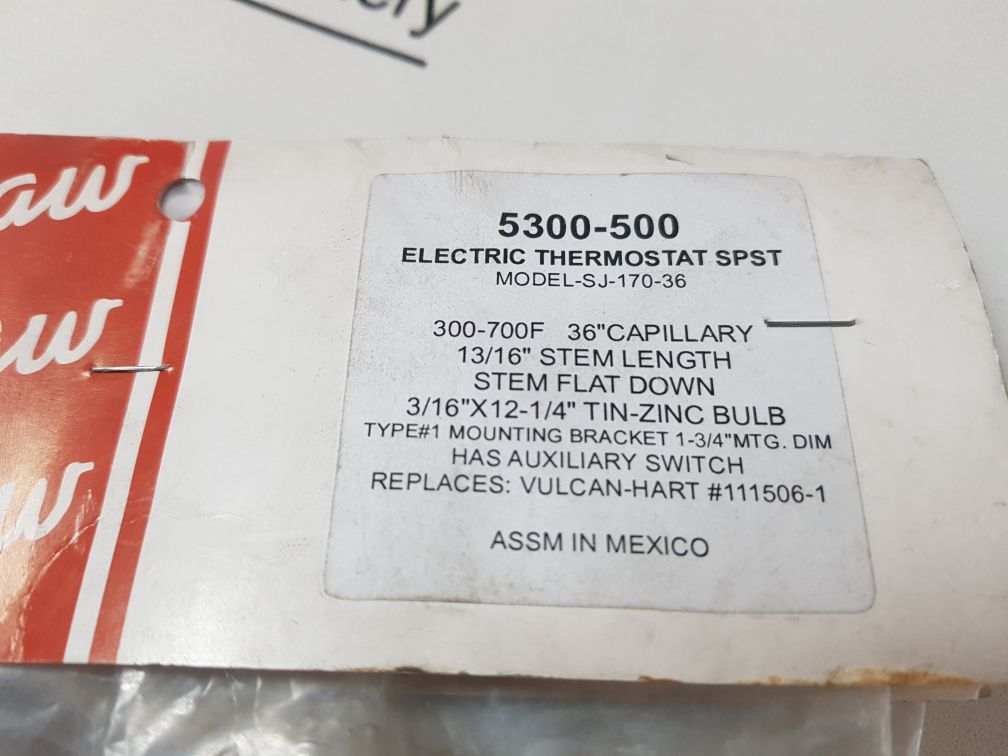 5300-500
ELECTRIC THERMOSTAT SPST
MODEL-SJ-170-36
300-700F 36"CAPILLARY
13/16" STEM LENGTH
STEM FLAT DOWN
3/16"X12-1/4" TIN-ZINC BULB
TYPE#1 MOUNTING BRACKET 1-3/4"MTG. DIM
HAS AUXILIARY SWITCH
REPLACES: VULCAN-HART #111506-1
ASSM IN MEXICO